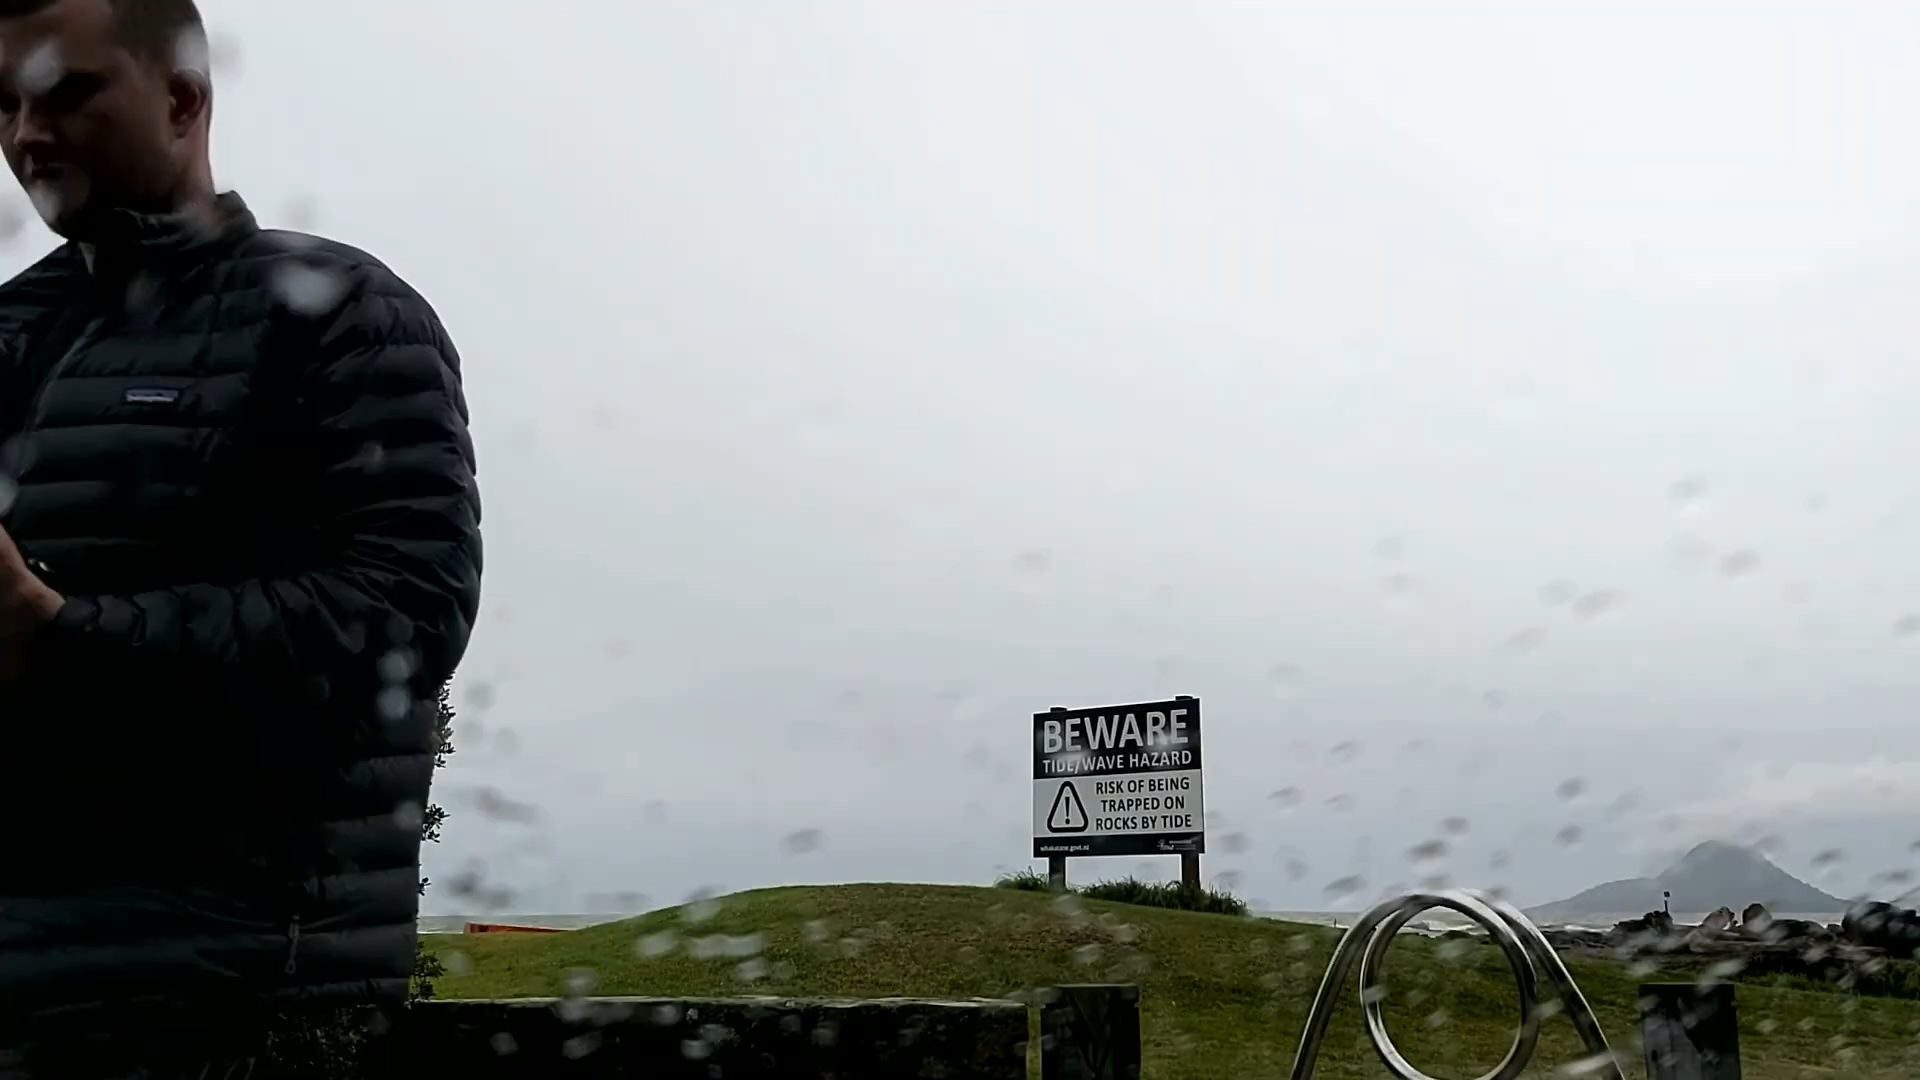 BEWARE
TIDE/WAVE HAZARD
RISK OF BEING
TRAPPED ON
ROCKS BY TIDE
whakatane.govt.nz